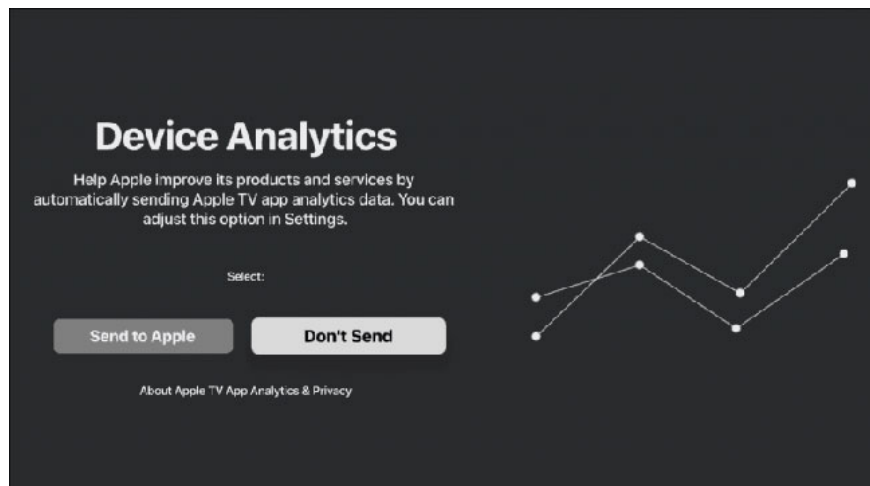 Device Analytics
Help Apple improve its products and services by
automatically sending Apple TV app analytics data. You can
adjust this option in Settings.
Select:
Send to Apple
Don't Send
About Apple TV App Analytics & Privacy